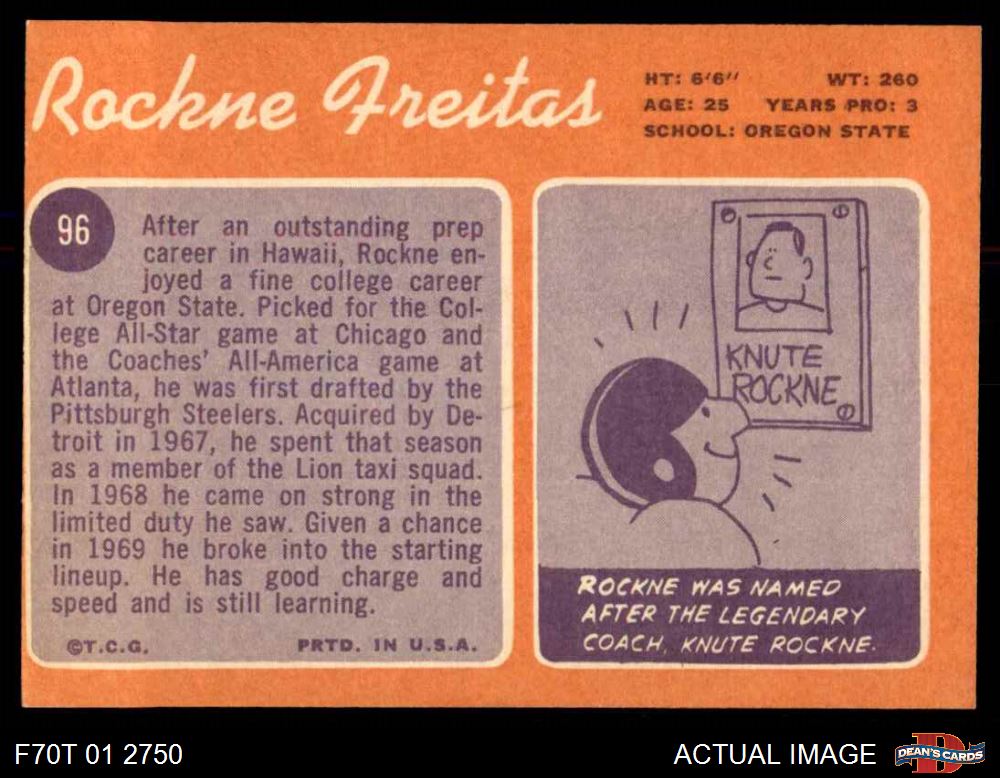 Rockne Freitas
HT: 6'6" WT: 260
AGE: 25 YEARS PRO: 3
SCHOOL: OREGON STATE
96
After an outstanding prep
career in Hawaii, Rockne en-
joyed a fine college career
at Oregon State. Picked for the Col-
lege All-Star game at Chicago and
the Coaches' All-America game at
Atlanta, he was first drafted by the
Pittsburgh Steelers. Acquired by De-
troit in 1967, he spent that season
as a member of the Lion taxi squad.
In 1968 he came on strong in the
limited duty he saw. Given a chance
in 1969 he broke into the starting
lineup. He has good charge and
speed and is still learning.
©T.C.G. PRTD. IN U.S.A.
KNUTE
ROCKNE
ROCKNE WAS NAMED
AFTER THE LEGENDARY
COACH, KNUTE ROCKNE.
F70T 01 2750
ACTUAL IMAGE
D
DEAN'S CARDS